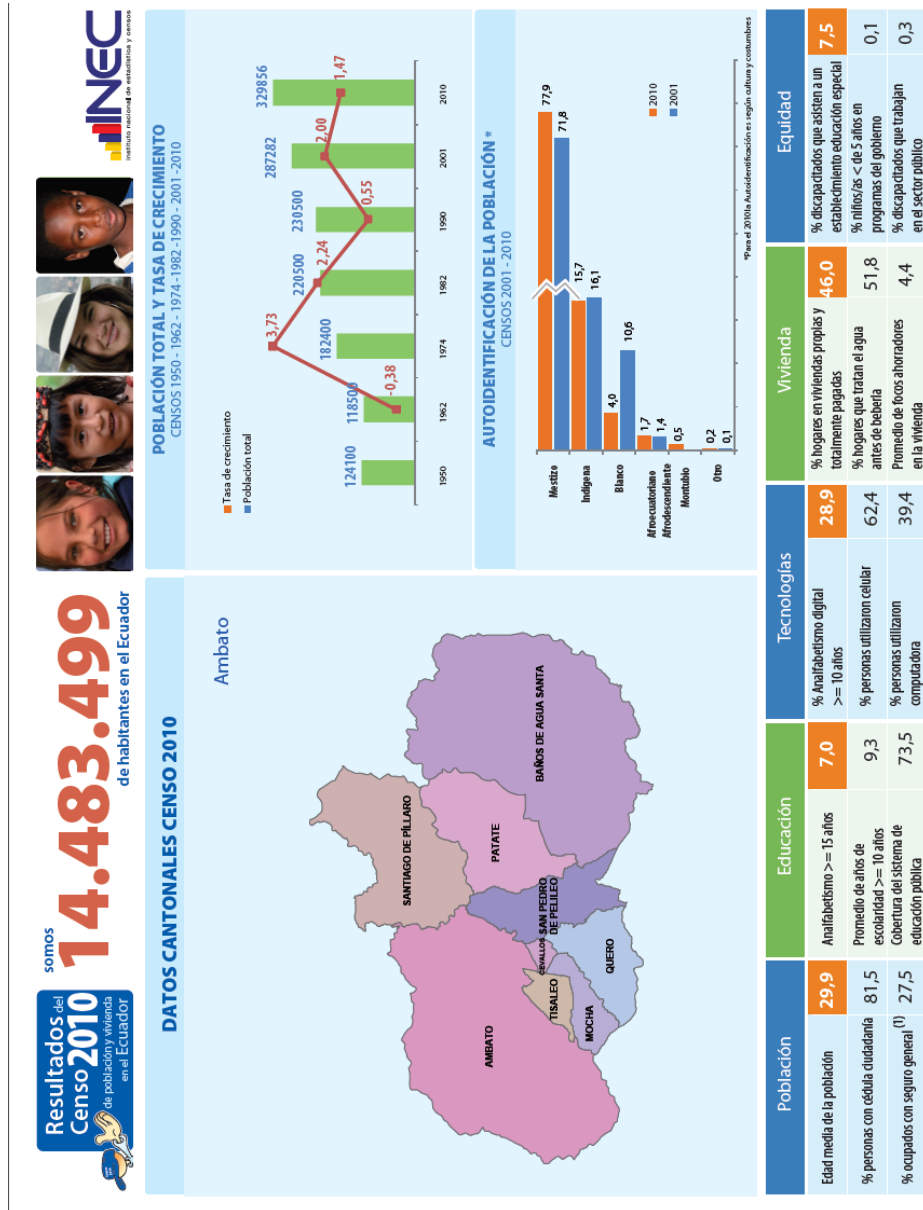 Resultados del
Censo 2010
de población y vivienda
en el Ecuador
somos
14.483.499
de habitantes en el Ecuador
INEC
instituto nacional de estadística y censos
DATOS CANTONALES CENSO 2010
Ambato
SANTIAGO DE PÍLLARO
AMBATO
PATATE
BAÑOS DE AGUA SANTA
CEVALLOS
SAN PEDRO
DE PELILEO
TISALEO
MOCHA
QUERO
POBLACIÓN TOTAL Y TASA DE CRECIMIENTO
CENSOS 1950 - 1962 - 1974 -1982 -1990 - 2001 -2010
Tasa de crecimiento
Población total
124100
118500
182400
220500
230500
287282
329856
-0,38
3,73
2,24
0,55
2,00
1,47
1950
1962
1974
1982
1990
2001
2010
AUTOIDENTIFICACIÓN DE LA POBLACIÓN *
CENSOS 2001 - 2010
Mestizo
77,9
71,8
Indígena
15,7
16,1
Blanco
4,0
10,6
Afroecuatoriano
Afrodescendiente
1,7
1,4
Montubio
0,5
Otro
0,2
0,1
2010
2001
*Para el 2010 la Autoidentificación es según cultura y costumbres
Población
Edad media de la población 29,9
% personas con cédula ciudadanía 81,5
% ocupados con seguro general (1) 27,5
Educación
Analfabetismo >= 15 años 7,0
Promedio de años de
escolaridad >= 10 años 9,3
Cobertura del sistema de
educación pública 73,5
Tecnologías
% Analfabetismo digital
>= 10 años 28,9
% personas utilizaron celular 62,4
% personas utilizaron
computadora 39,4
Vivienda
% hogares en viviendas propias y
totalmente pagadas 46,0
% hogares que tratan el agua
antes de beberla 51,8
Promedio de focos ahorradores
en la vivienda 4,4
Equidad
% discapacitados que asisten a un
establecimiento educación especial 7,5
% niños/as < de 5 años en
programas del gobierno 0,1
% discapacitados que trabajan
en el sector público 0,3